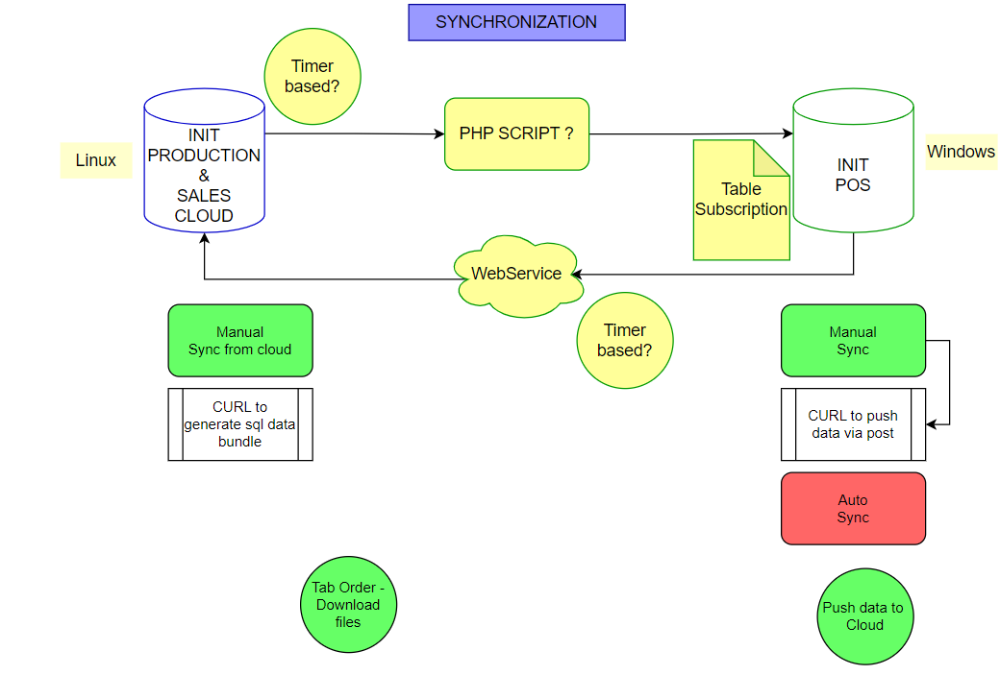 SYNCHRONIZATION
Timer
based?
Linux
INIT
PRODUCTION
&
SALES
CLOUD
PHP SCRIPT ?
Table
Subscription
INIT
POS
Windows
WebService
Timer
based?
Manual
Sync from cloud
CURL to
generate sql data
bundle
Manual
Sync
CURL to push
data via post
Auto
Sync
Tab Order -
Download
files
Push data to
Cloud